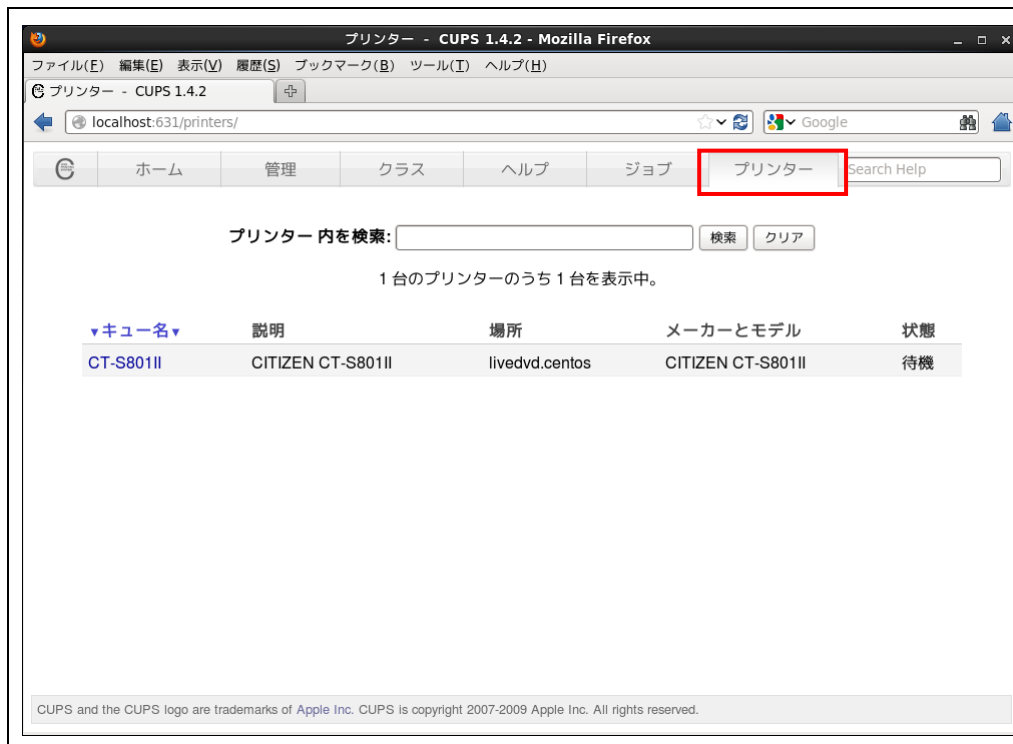 プリンター - CUPS 1.4.2 - Mozilla Firefox
ファイル(F) 編集(E) 表示(V) 履歴(S) ブックマーク(B) ツール(T) ヘルプ(H)
プリンター - CUPS 1.4.2
localhost:631/printers/ Google
ホーム 管理 クラス ヘルプ ジョブ プリンター Search Help
プリンター 内を検索: 検索 クリア
1 台のプリンターのうち 1 台を表示中。
▼キュー名▼ 説明 場所 メーカーとモデル 状態
CT-S801II CITIZEN CT-S801II livedvd.centos CITIZEN CT-S801II 待機
CUPS and the CUPS logo are trademarks of Apple Inc. CUPS is copyright 2007-2009 Apple Inc. All rights reserved.